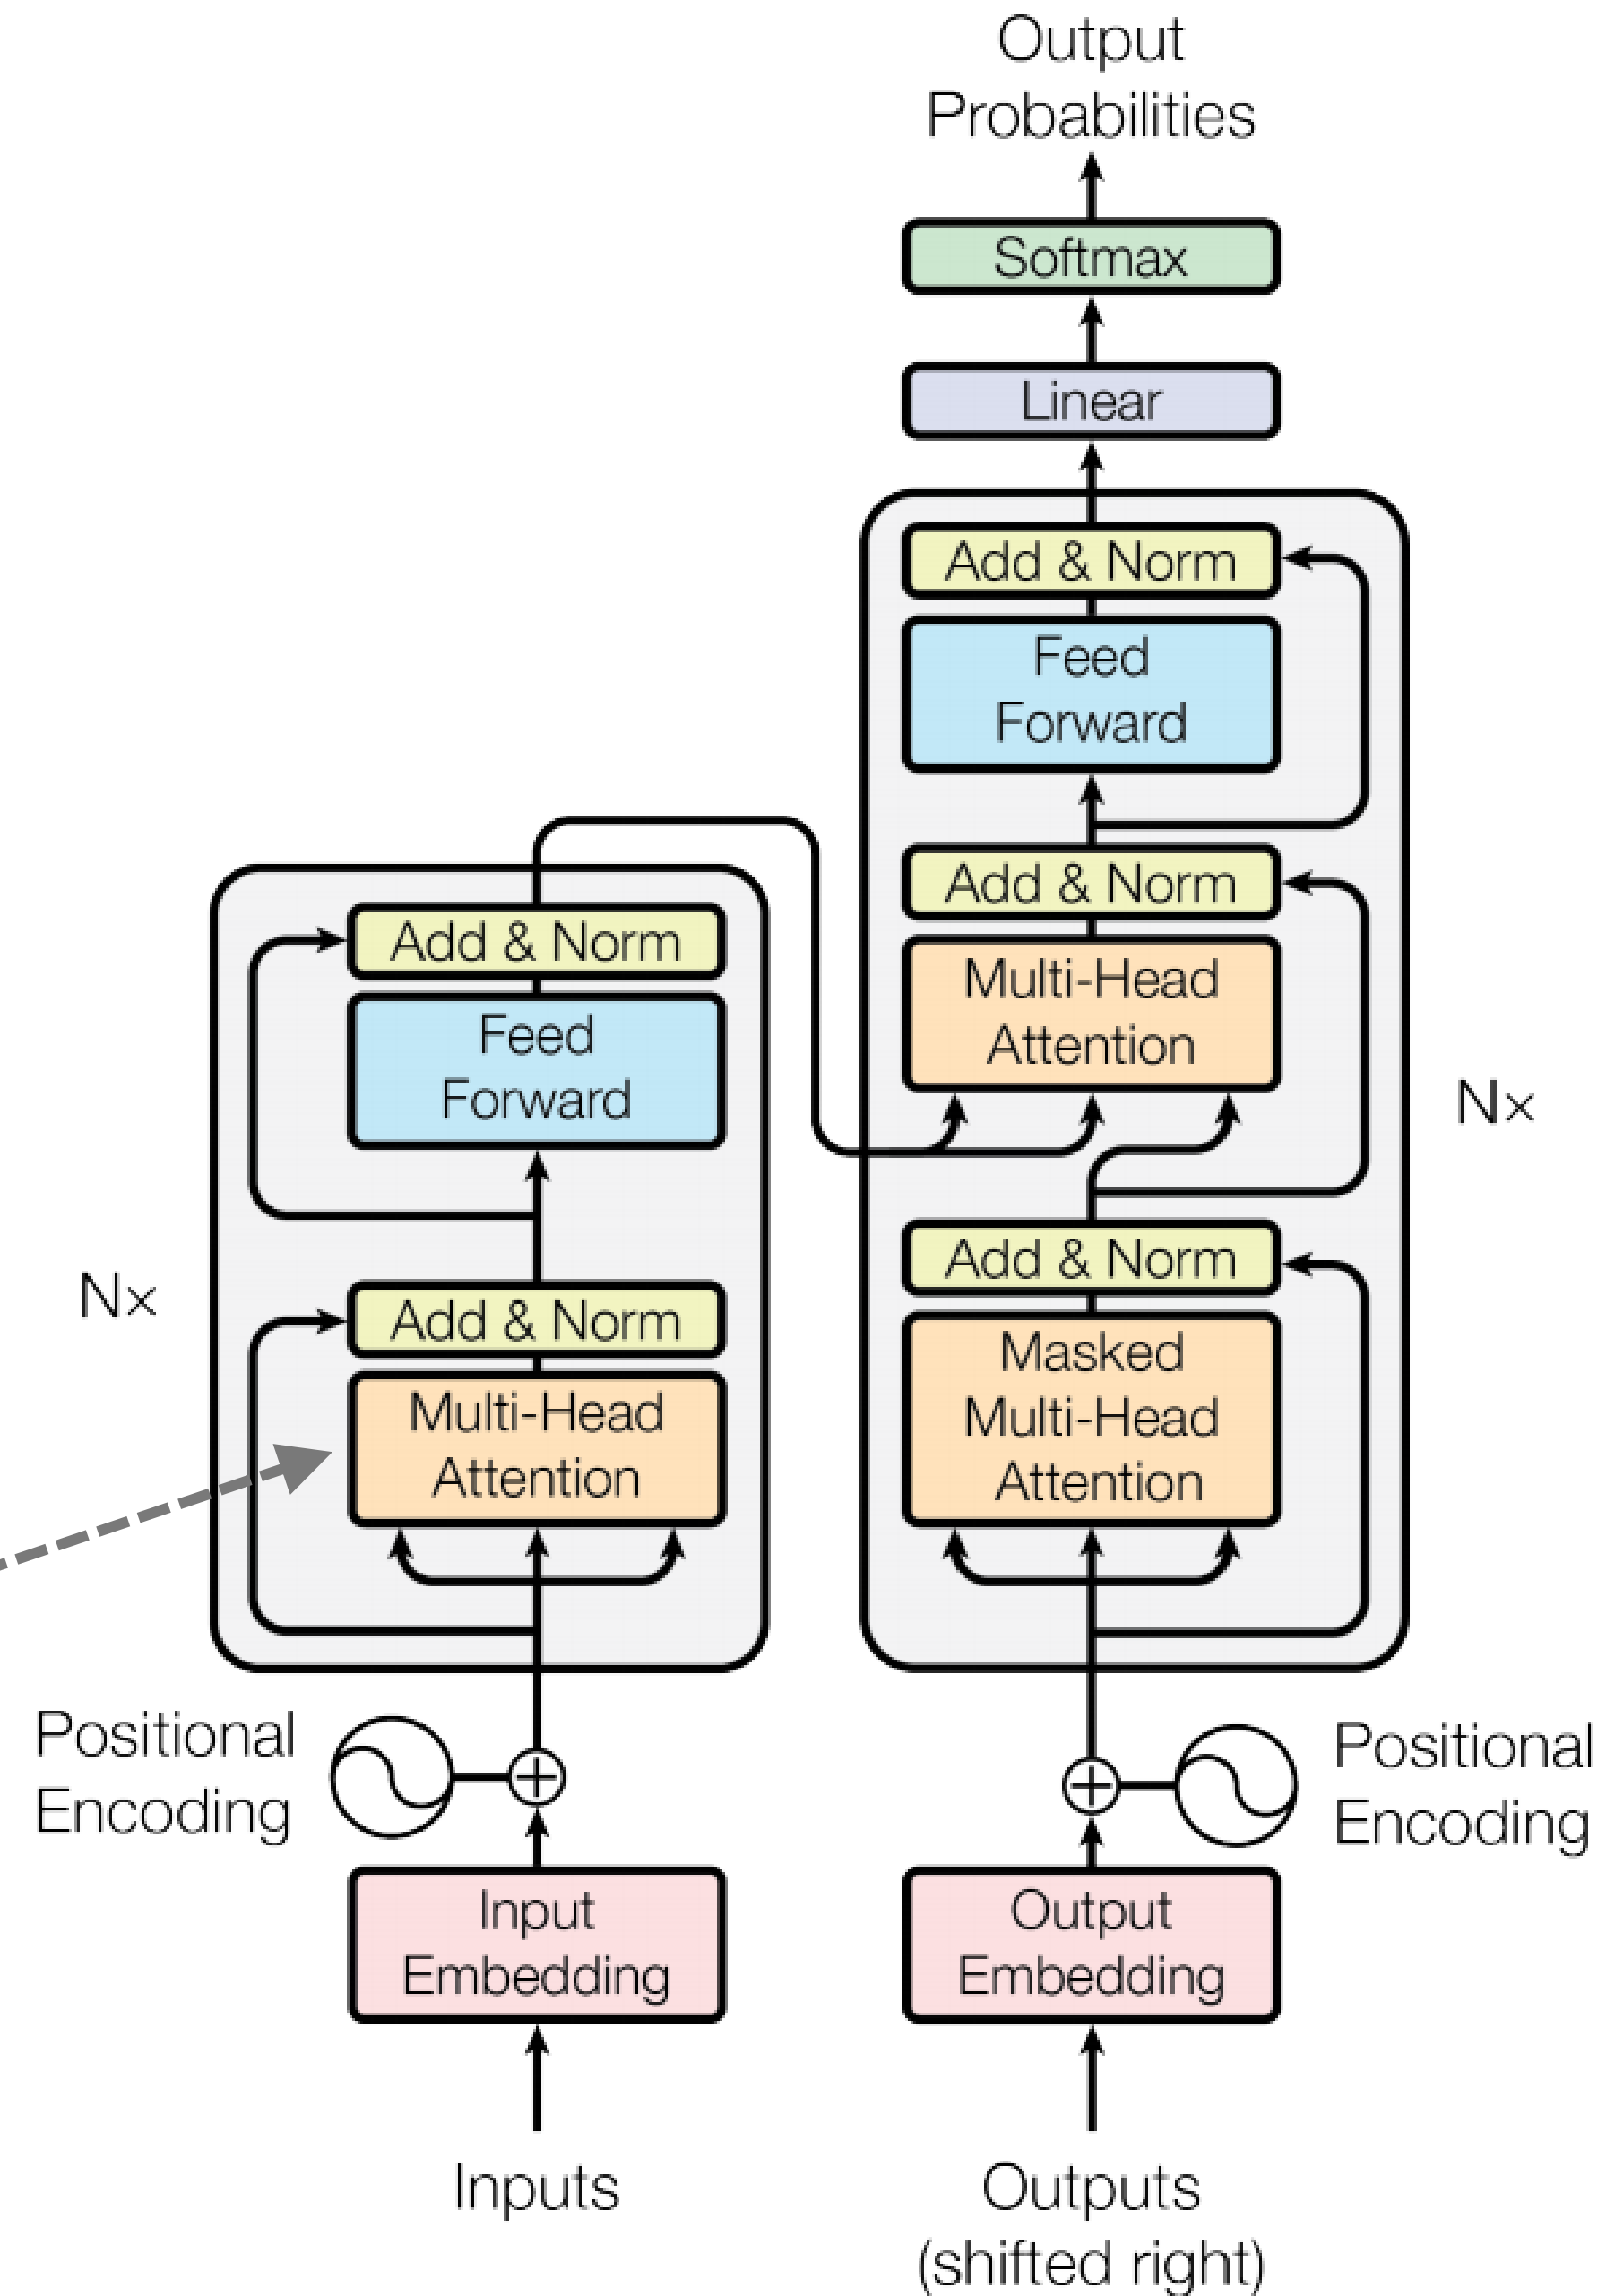 Output
Probabilities
Softmax
Linear
Add & Norm
Feed
Forward
Add & Norm
Multi-Head
Attention
Nx
Add & Norm
Masked
Multi-Head
Attention
Add & Norm
Feed
Forward
Nx
Add & Norm
Multi-Head
Attention
Positional
Encoding
Positional
Encoding
Input
Embedding
Output
Embedding
Inputs
Outputs
(shifted right)